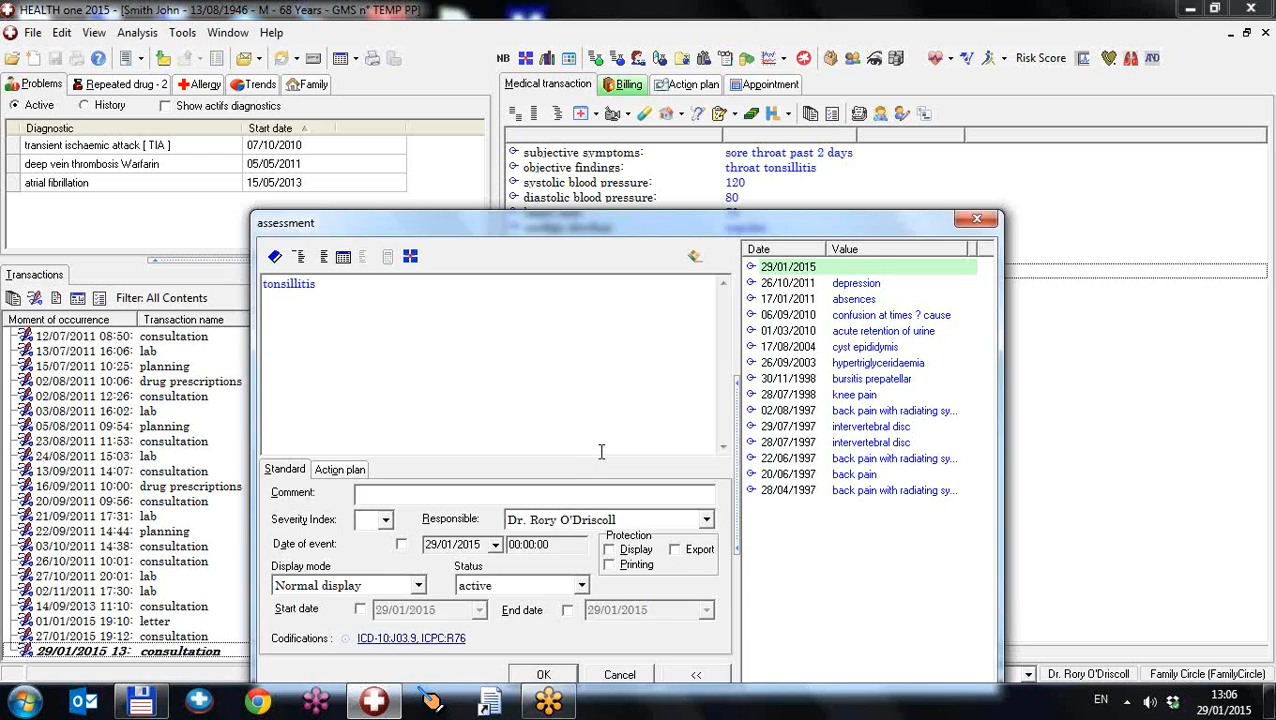 HEALTH one 2015 - [Smith John - 13/08/1946 - M - 68 Years - GMS n° TEMP PP]
File Edit View Analysis Tools Window Help
NB Risk Score
Problems Repeated drug - 2 Allergy Trends Family
Medical transaction Billing Action plan Appointment
Active History Show actifs diagnostics
Diagnostic Start date
transient ischaemic attack [ TIA ] 07/10/2010
deep vein thrombosis Warfarin 05/05/2011
atrial fibrillation 15/05/2013
subjective symptoms: sore throat past 2 days
objective findings: throat tonsillitis
systolic blood pressure: 120
diastolic blood pressure: 80
Transactions
Filter: All Contents
Moment of occurrence Transaction name
12/07/2011 08:50: consultation
13/07/2011 16:06: lab
15/07/2011 10:25: planning
02/08/2011 10:06: drug prescriptions
02/08/2011 12:26: consultation
03/08/2011 16:02: lab
05/08/2011 09:54: planning
23/08/2011 11:53: consultation
24/08/2011 15:03: lab
13/09/2011 14:07: consultation
16/09/2011 10:00: drug prescriptions
20/09/2011 09:56: consultation
21/09/2011 17:31: lab
22/09/2011 14:44: planning
03/10/2011 14:38: consultation
26/10/2011 10:01: consultation
27/10/2011 20:01: lab
02/11/2011 17:30: lab
14/09/2013 11:10: consultation
01/01/2015 19:10: letter
27/01/2015 19:12: consultation
29/01/2015 13: consultation
assessment
tonsillitis
Standard Action plan
Comment:
Severity Index: Responsible: Dr. Rory O'Driscoll
Date of event: 29/01/2015 00:00:00
Protection
Display Export
Printing
Display mode Status
Normal display active
Start date 29/01/2015 End date 29/01/2015
Codifications : ICD-10:J03.9, ICPC:R76
OK Cancel <<
Date Value
29/01/2015
26/10/2011 depression
17/01/2011 absences
06/09/2010 confusion at times ? cause
01/03/2010 acute retention of urine
17/08/2004 cyst epididymis
26/09/2003 hypertriglyceridaemia
30/11/1998 bursitis prepatellar
28/07/1998 knee pain
02/08/1997 back pain with radiating sy...
29/07/1997 intervertebral disc
28/07/1997 intervertebral disc
22/06/1997 back pain with radiating sy...
20/06/1997 back pain
28/04/1997 back pain with radiating sy...
Dr. Rory O'Driscoll Family Circle (FamilyCircle)
EN 13:06
29/01/2015